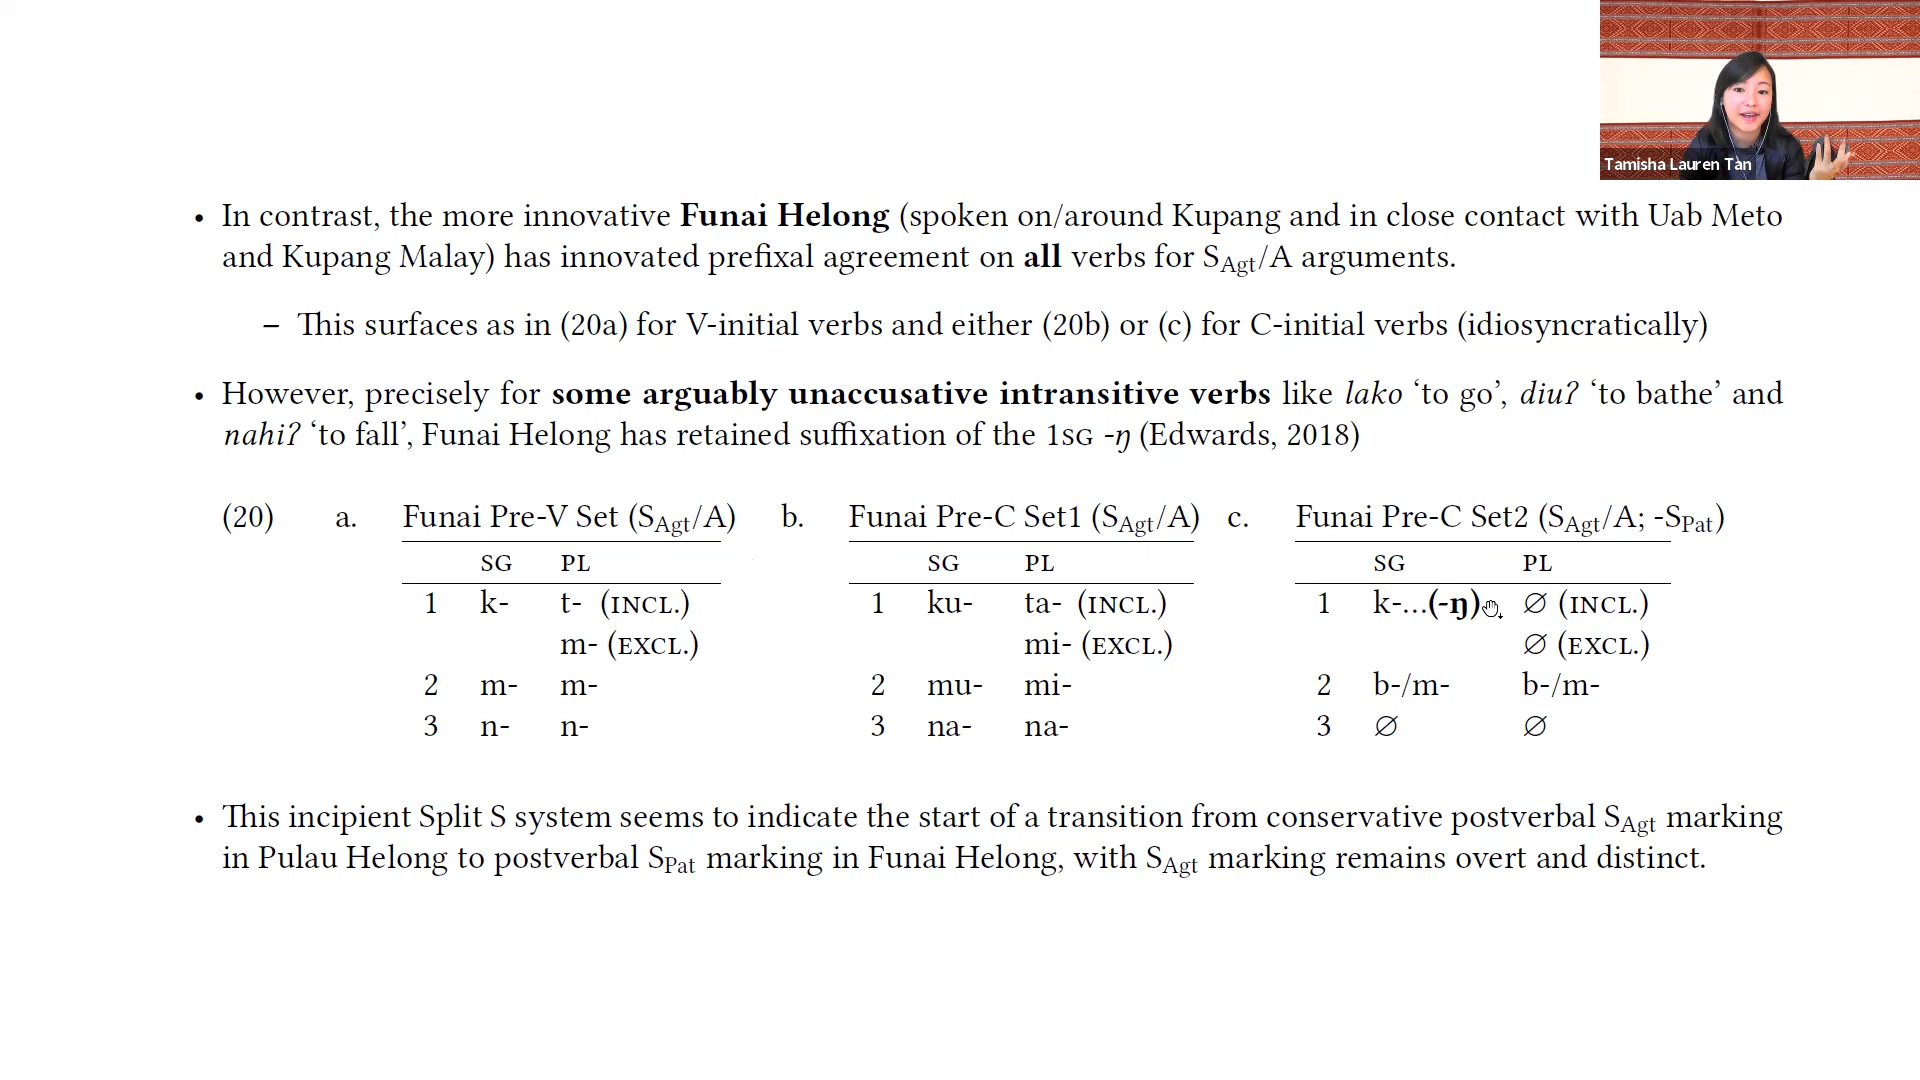 Tamisha Lauren Tan
• In contrast, the more innovative Funai Helong (spoken on/around Kupang and in close contact with Uab Meto
and Kupang Malay) has innovated prefixal agreement on all verbs for SAgt/A arguments.
– This surfaces as in (20a) for V-initial verbs and either (20b) or (c) for C-initial verbs (idiosyncratically)
• However, precisely for some arguably unaccusative intransitive verbs like lako ‘to go’, diuʔ ‘to bathe’ and
nahiʔ ‘to fall’, Funai Helong has retained suffixation of the 1SG -ŋ (Edwards, 2018)
(20) a. Funai Pre-V Set (SAgt/A) b. Funai Pre-C Set1 (SAgt/A) c. Funai Pre-C Set2 (SAgt/A; -SPat)
SG PL SG PL SG PL
1 k- t- (INCL.) 1 ku- ta- (INCL.) 1 k-...(-ŋ) ∅ (INCL.)
m- (EXCL.) mi- (EXCL.) ∅ (EXCL.)
2 m- m- 2 mu- mi- 2 b-/m- b-/m-
3 n- n- 3 na- na- 3 ∅ ∅
• This incipient Split S system seems to indicate the start of a transition from conservative postverbal SAgt marking
in Pulau Helong to postverbal SPat marking in Funai Helong, with SAgt marking remains overt and distinct.